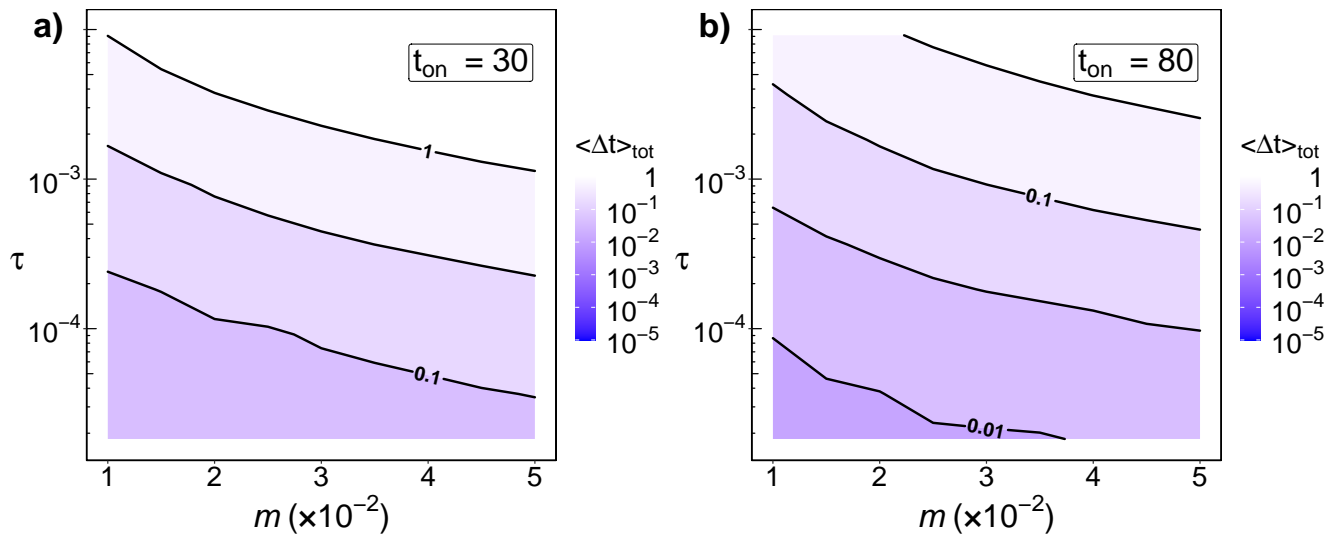 a)
t_on = 30
1
0.1
10⁻³
10⁻⁴
τ
1 2 3 4 5
m (×10⁻²)
<Δt>_tot
1
10⁻¹
10⁻²
10⁻³
10⁻⁴
10⁻⁵
b)
t_on = 80
0.1
0.01
10⁻³
10⁻⁴
τ
1 2 3 4 5
m (×10⁻²)
<Δt>_tot
1
10⁻¹
10⁻²
10⁻³
10⁻⁴
10⁻⁵